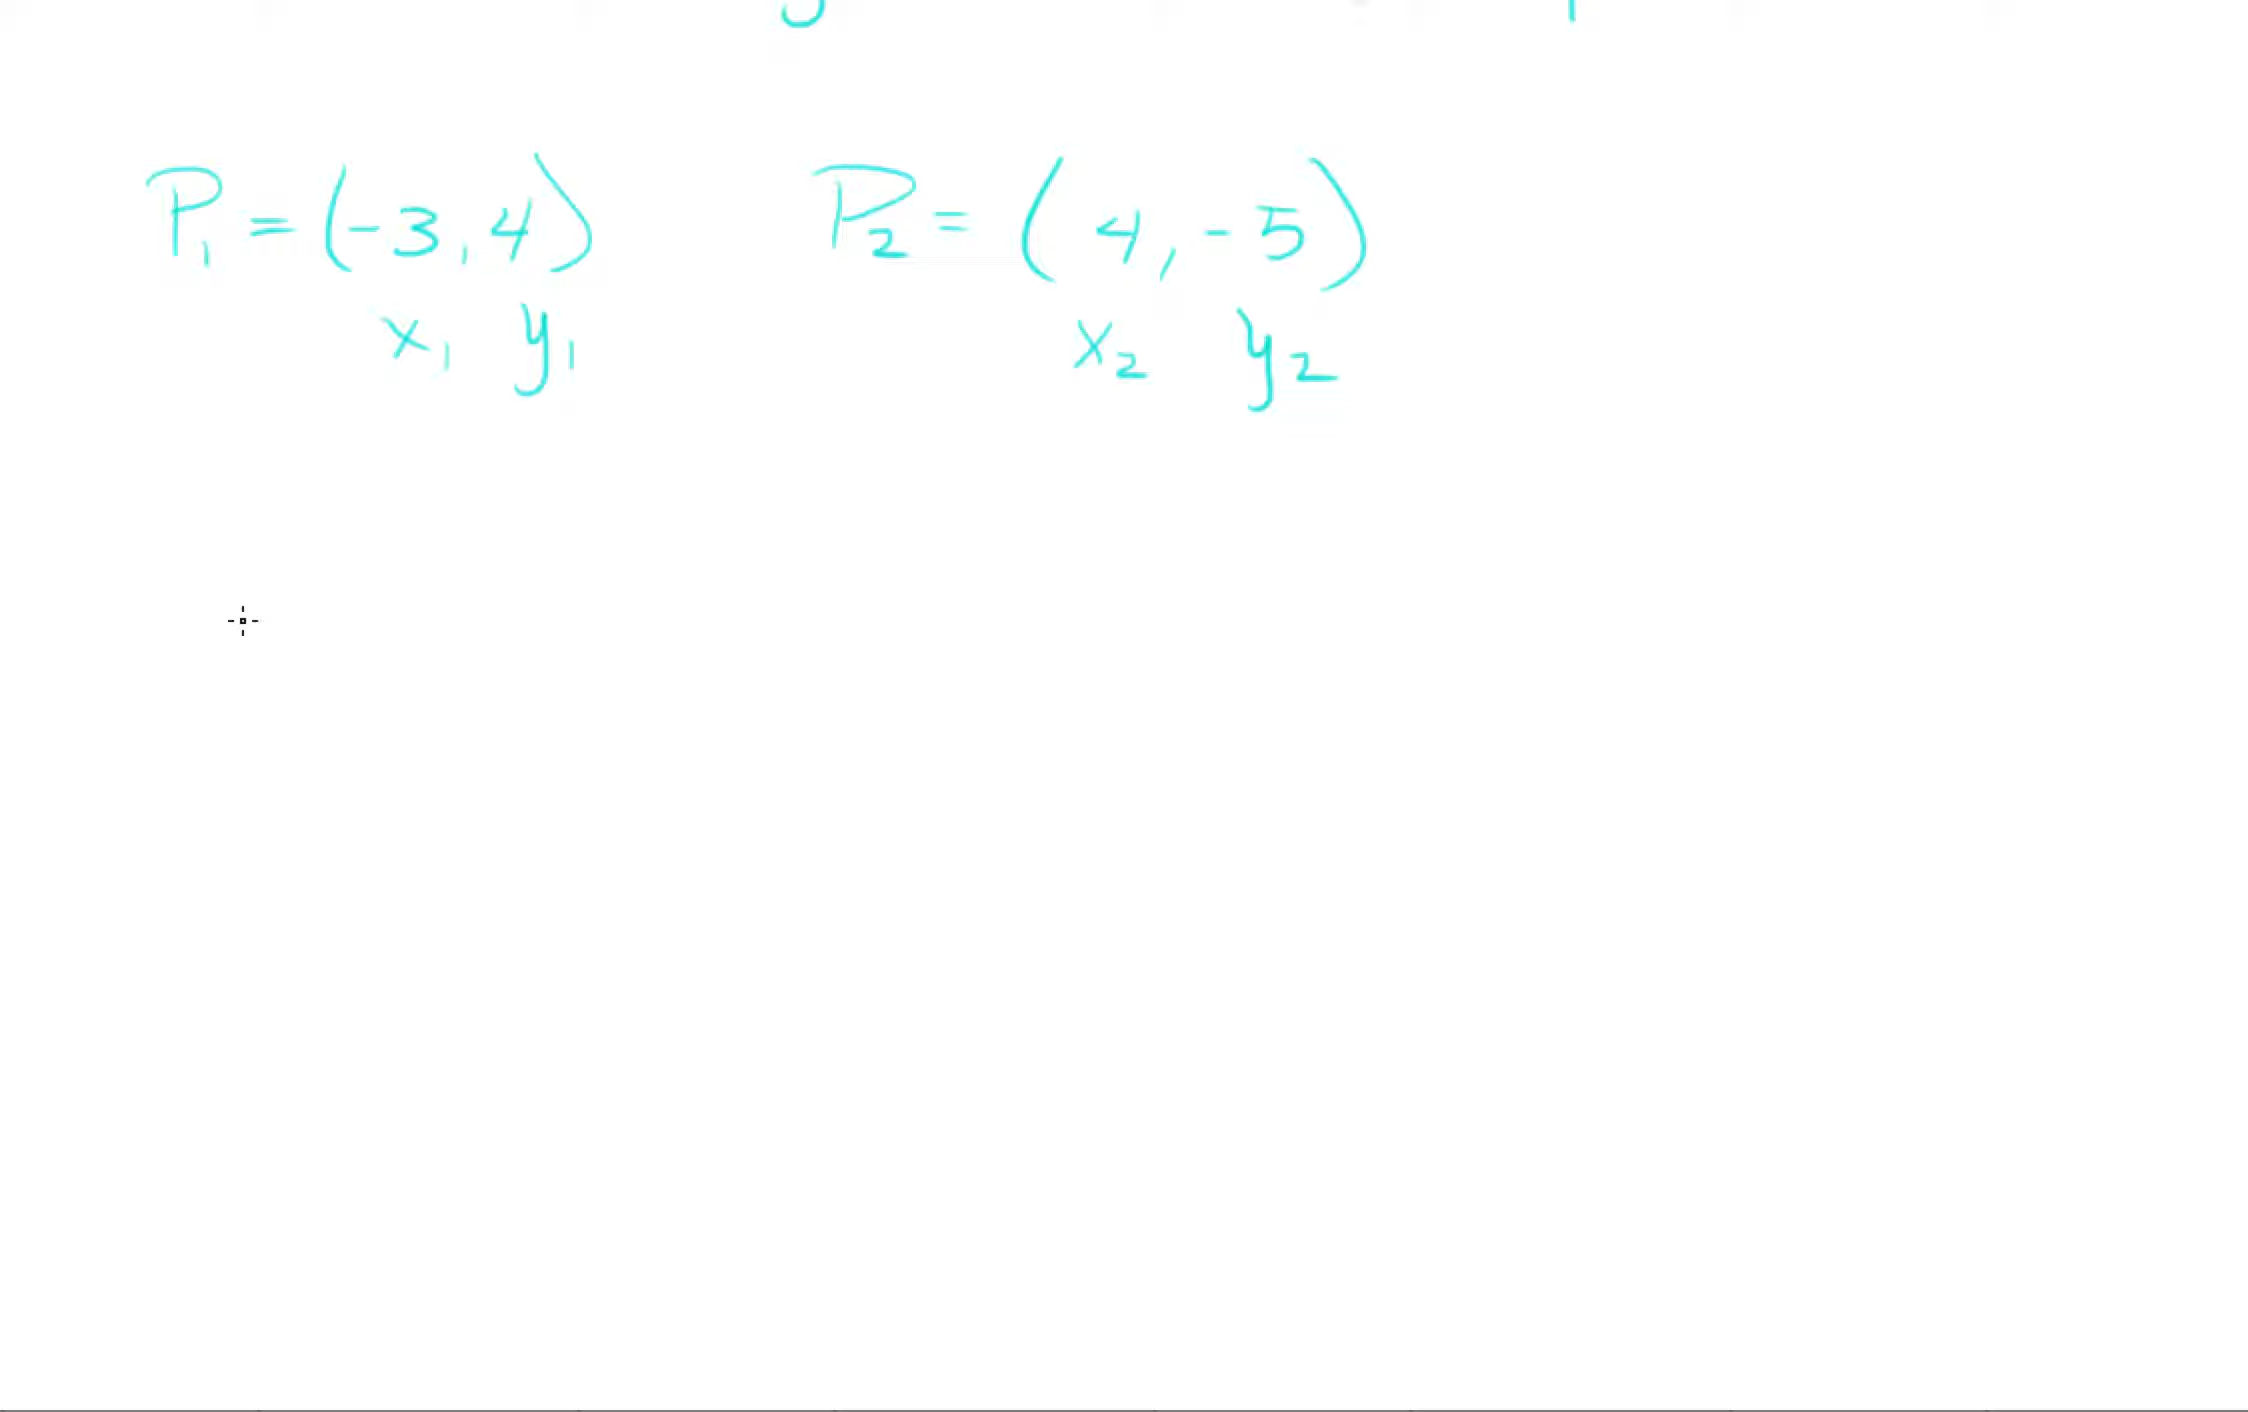 P₁ = (-3, 4) P₂ = (4, -5)
x₁ y₁ x₂ y₂